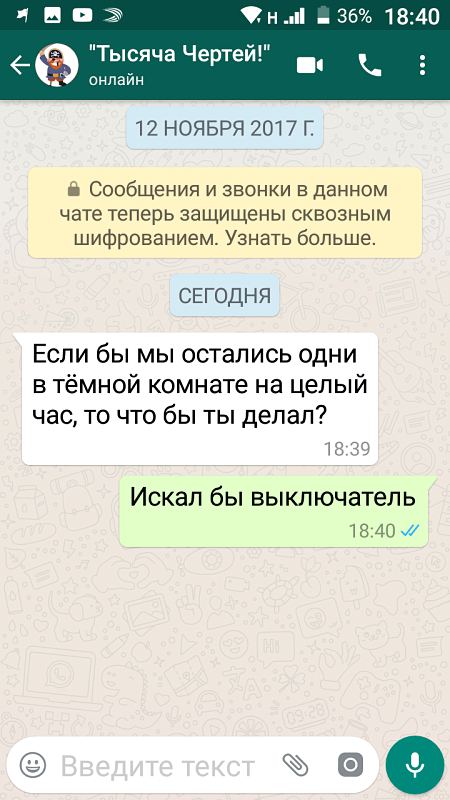 H 36% 18:40
"Тысяча Чертей!"
онлайн
12 НОЯБРЯ 2017 Г.
Сообщения и звонки в данном
чате теперь защищены сквозным
шифрованием. Узнать больше.
СЕГОДНЯ
Если бы мы остались одни
в тёмной комнате на целый
час, то что бы ты делал?
18:39
Искал бы выключатель
18:40
Введите текст